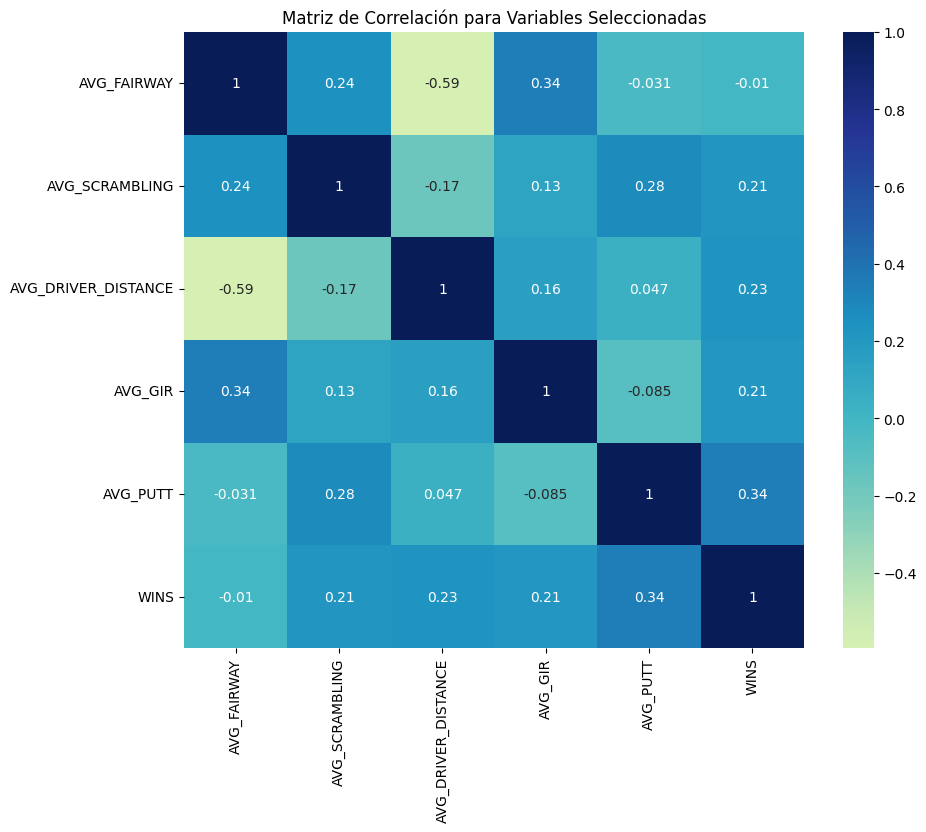 Matriz de Correlación para Variables Seleccionadas
AVG_FAIRWAY 1 0.24 -0.59 0.34 -0.031 -0.01
AVG_SCRAMBLING 0.24 1 -0.17 0.13 0.28 0.21
AVG_DRIVER_DISTANCE -0.59 -0.17 1 0.16 0.047 0.23
AVG_GIR 0.34 0.13 0.16 1 -0.085 0.21
AVG_PUTT -0.031 0.28 0.047 -0.085 1 0.34
WINS -0.01 0.21 0.23 0.21 0.34 1
AVG_FAIRWAY
AVG_SCRAMBLING
AVG_DRIVER_DISTANCE
AVG_GIR
AVG_PUTT
WINS
1.0
0.8
0.6
0.4
0.2
0.0
−0.2
−0.4